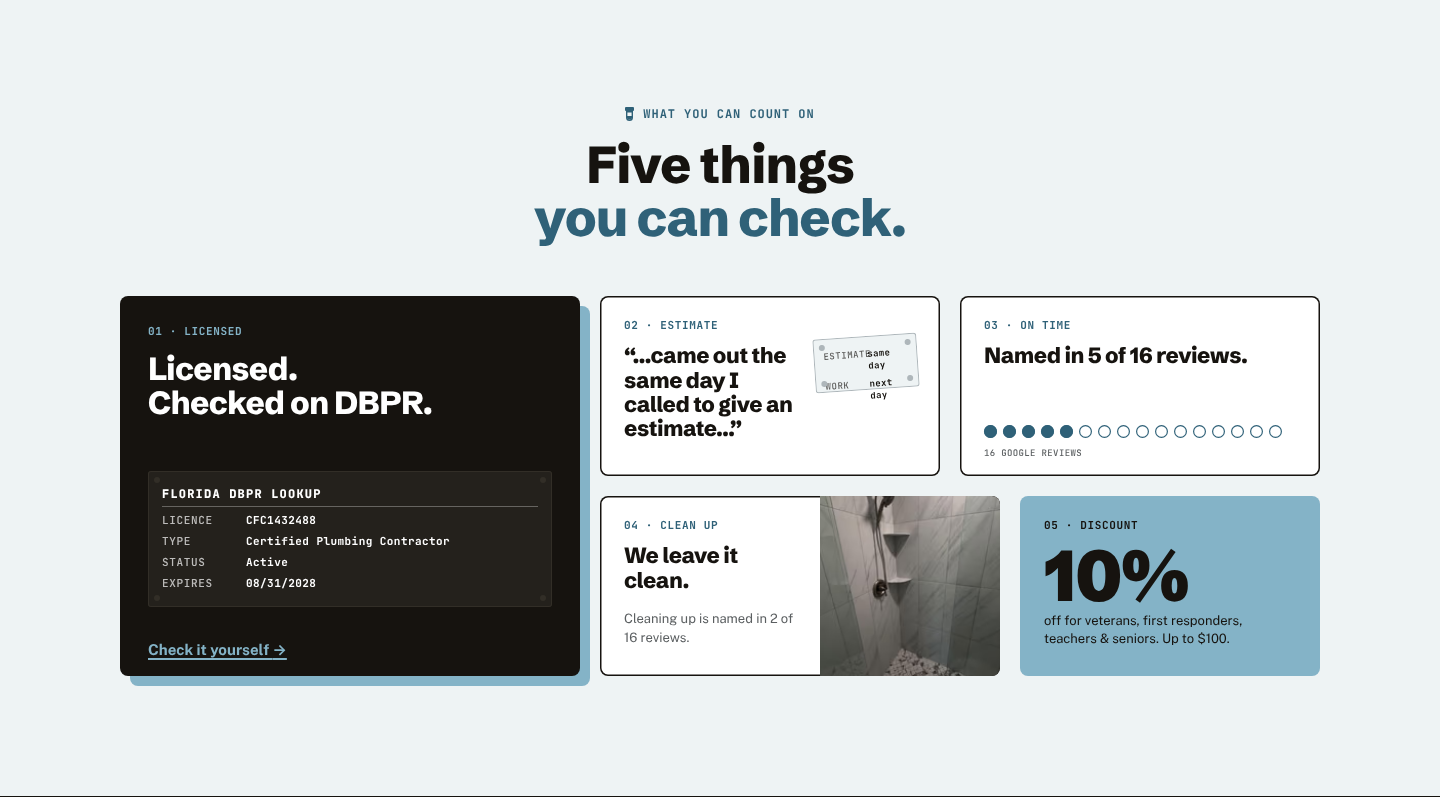 WHAT YOU CAN COUNT ON
Five things
you can check.
01 · LICENSED
Licensed.
Checked on DBPR.
FLORIDA DBPR LOOKUP
LICENCE CFC1432488
TYPE Certified Plumbing Contractor
STATUS Active
EXPIRES 08/31/2028
Check it yourself →
02 · ESTIMATE
“…came out the
same day I
called to give an
estimate…”
ESTIMATE same
day
WORK next
day
03 · ON TIME
Named in 5 of 16 reviews.
16 GOOGLE REVIEWS
04 · CLEAN UP
We leave it
clean.
Cleaning up is named in 2 of
16 reviews.
05 · DISCOUNT
10%
off for veterans, first responders,
teachers & seniors. Up to $100.